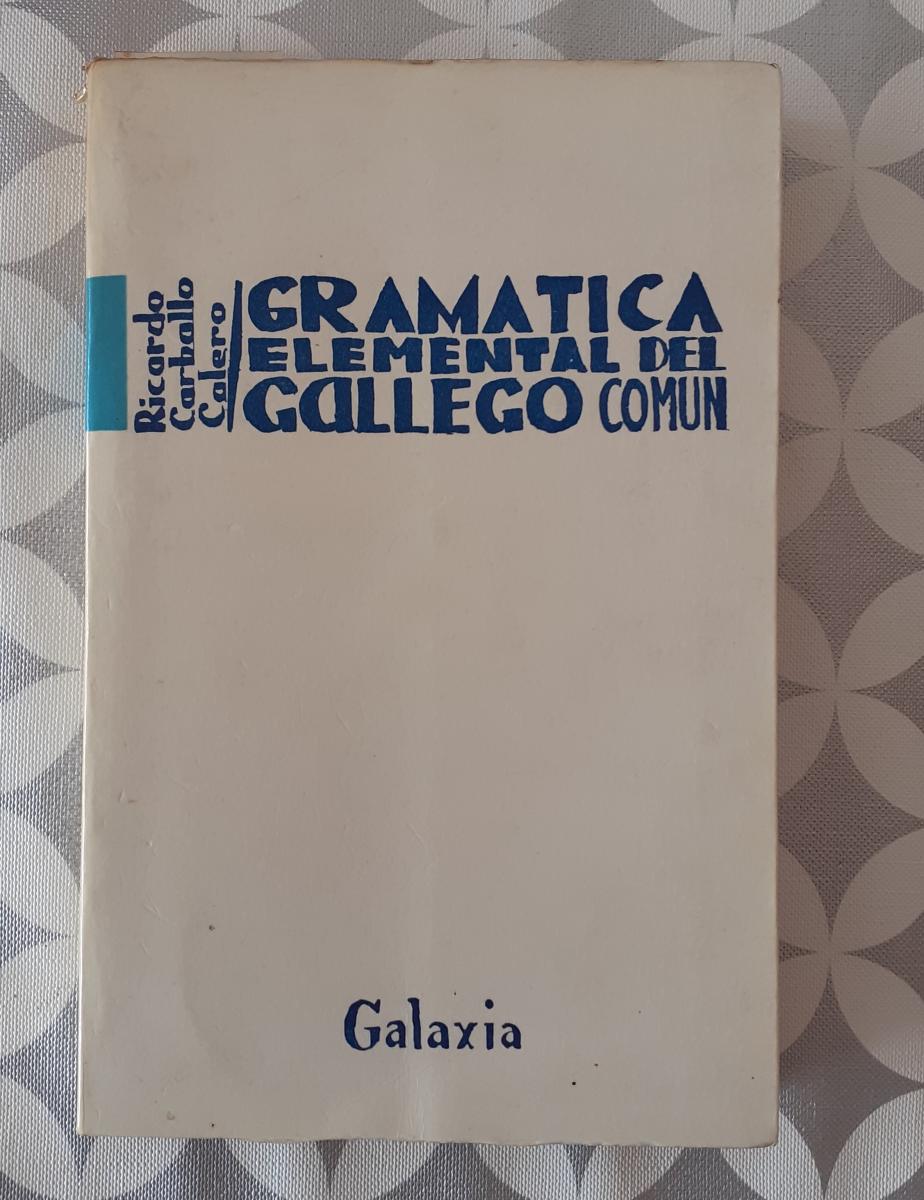 Ricardo
Carballo
Calero
GRAMATICA
ELEMENTAL DEL
GALLEGO COMUN
Galaxia